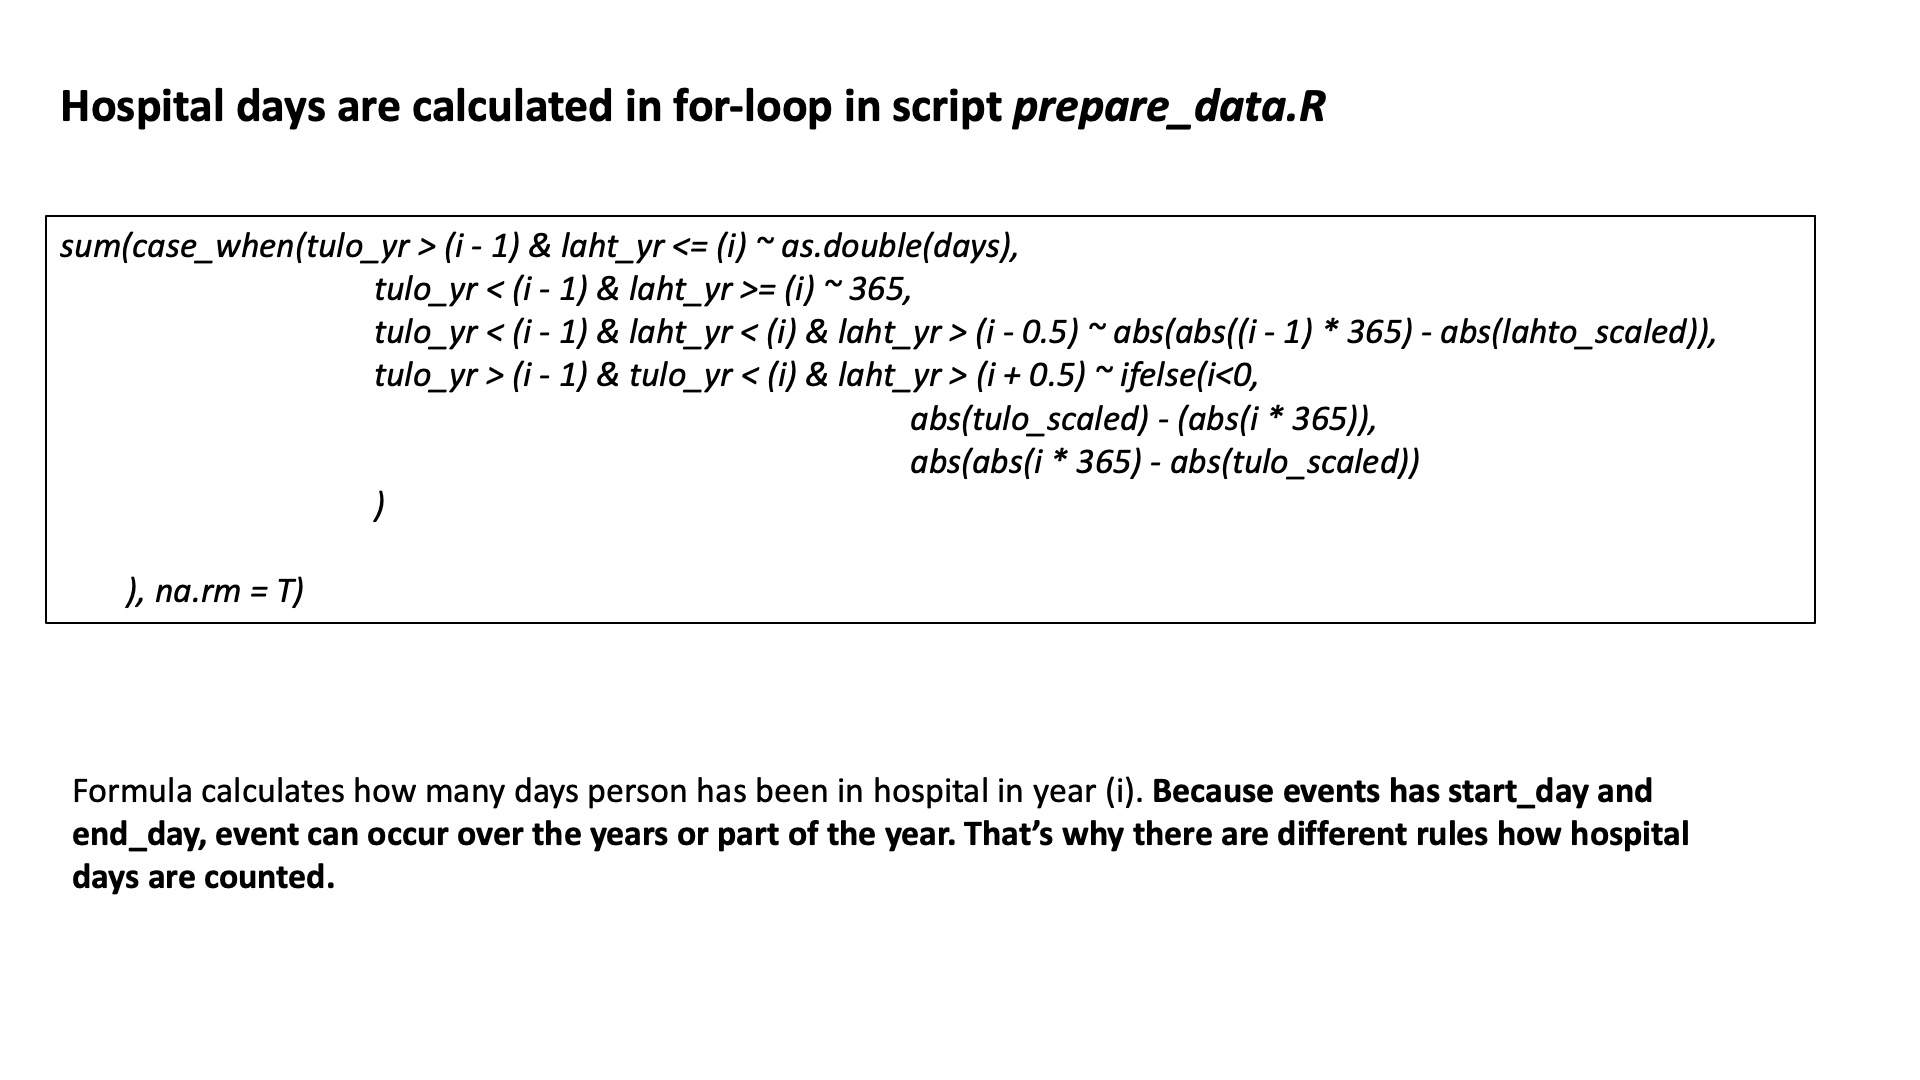 Hospital days are calculated in for-loop in script prepare_data.R
sum(case_when(tulo_yr > (i - 1) & laht_yr <= (i) ~ as.double(days),
tulo_yr < (i - 1) & laht_yr >= (i) ~ 365,
tulo_yr < (i - 1) & laht_yr < (i) & laht_yr > (i - 0.5) ~ abs(abs((i - 1) * 365) - abs(lahto_scaled)),
tulo_yr > (i - 1) & tulo_yr < (i) & laht_yr > (i + 0.5) ~ ifelse(i<0,
abs(tulo_scaled) - (abs(i * 365)),
abs(abs(i * 365) - abs(tulo_scaled))
)
), na.rm = T)
Formula calculates how many days person has been in hospital in year (i). Because events has start_day and
end_day, event can occur over the years or part of the year. That’s why there are different rules how hospital
days are counted.